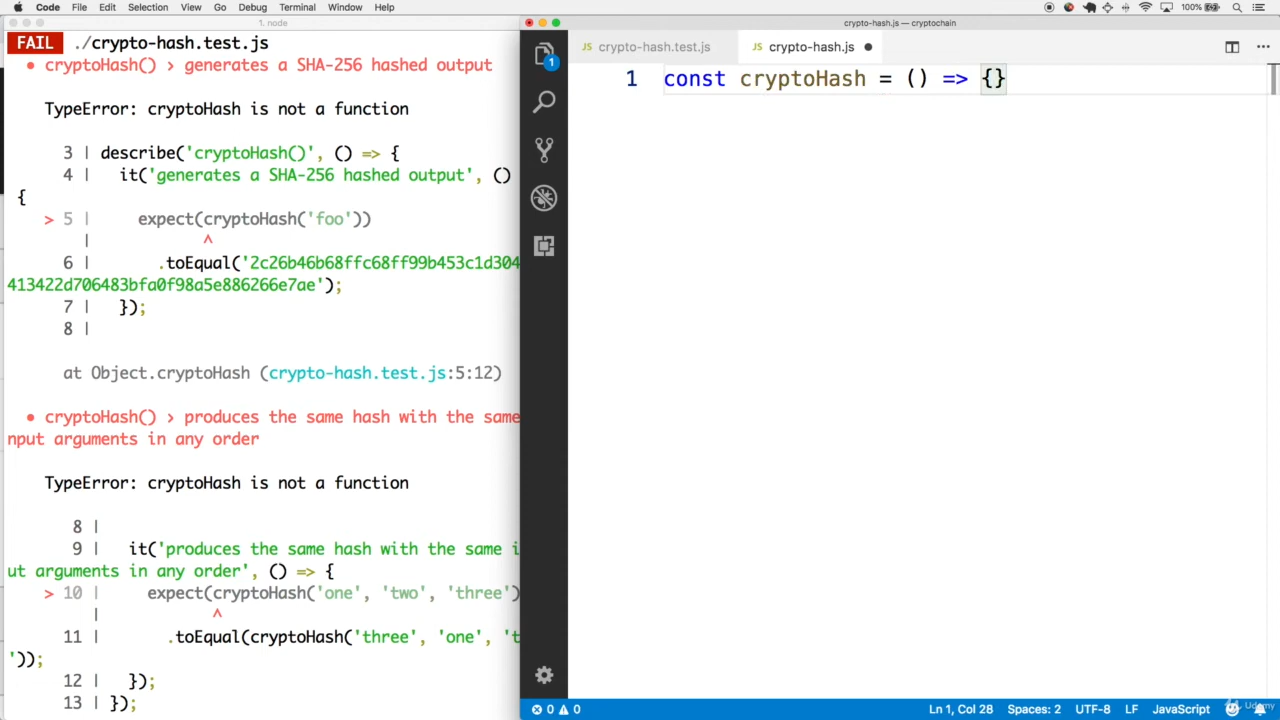 Code File Edit Selection View Go Debug Terminal Window Help 100%
1. node
FAIL ./crypto-hash.test.js
• cryptoHash() › generates a SHA-256 hashed output
TypeError: cryptoHash is not a function
3 | describe('cryptoHash()', () => {
4 | it('generates a SHA-256 hashed output', ()
{
> 5 | expect(cryptoHash('foo'))
| ^
6 | .toEqual('2c26b46b68ffc68ff99b453c1d304
413422d706483bfa0f98a5e886266e7ae');
7 | });
8 |
at Object.cryptoHash (crypto-hash.test.js:5:12)
• cryptoHash() › produces the same hash with the same
nput arguments in any order
TypeError: cryptoHash is not a function
8 |
9 | it('produces the same hash with the same i
ut arguments in any order', () => {
> 10 | expect(cryptoHash('one', 'two', 'three')
| ^
11 | .toEqual(cryptoHash('three', 'one', 't
'));
12 | });
13 | });
crypto-hash.js — cryptochain
JS crypto-hash.test.js JS crypto-hash.js ●
1
1 const cryptoHash = () => {}
0 0 Ln 1, Col 28 Spaces: 2 UTF-8 LF JavaScript
Udemy